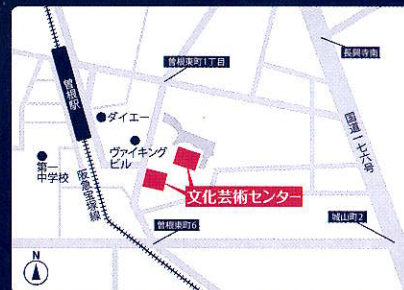 長興寺南
曽根東町1丁目
曽根駅
ダイエー
国道一七六号
ヴァイキング
ビル
第一
中学校
阪急宝塚線
文化芸術センター
曽根東町6
城山町2
N